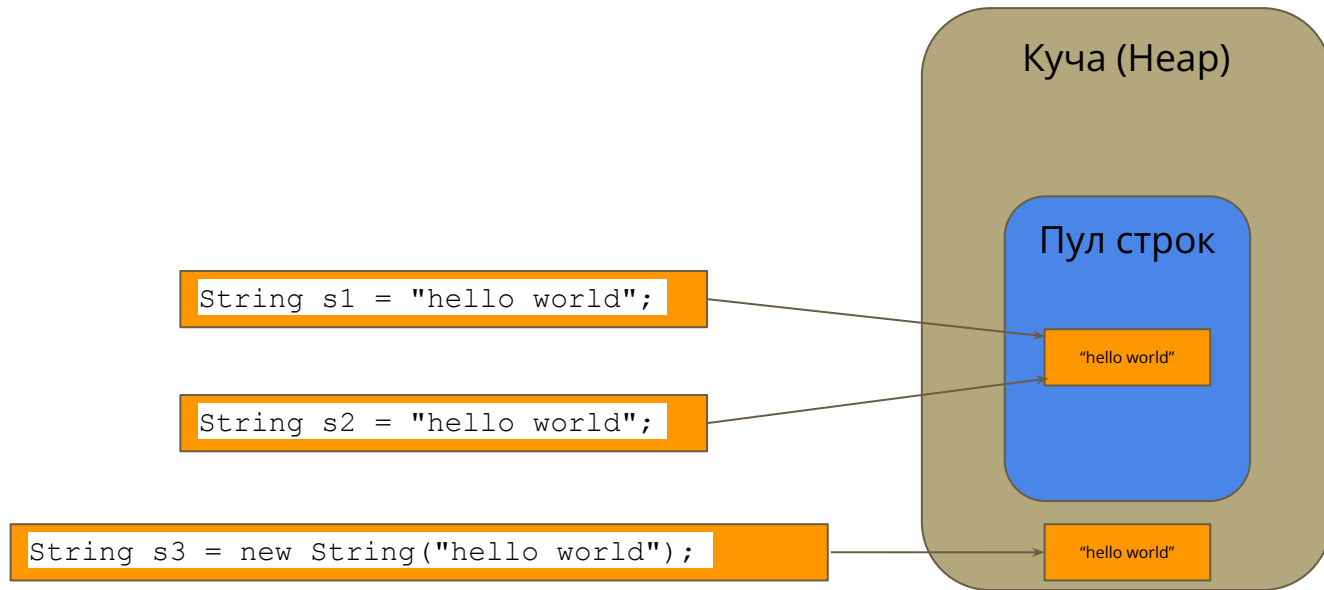 Куча (Heap)
Пул строк
String s1 = "hello world";
“hello world”
String s2 = "hello world";
String s3 = new String("hello world");
“hello world”